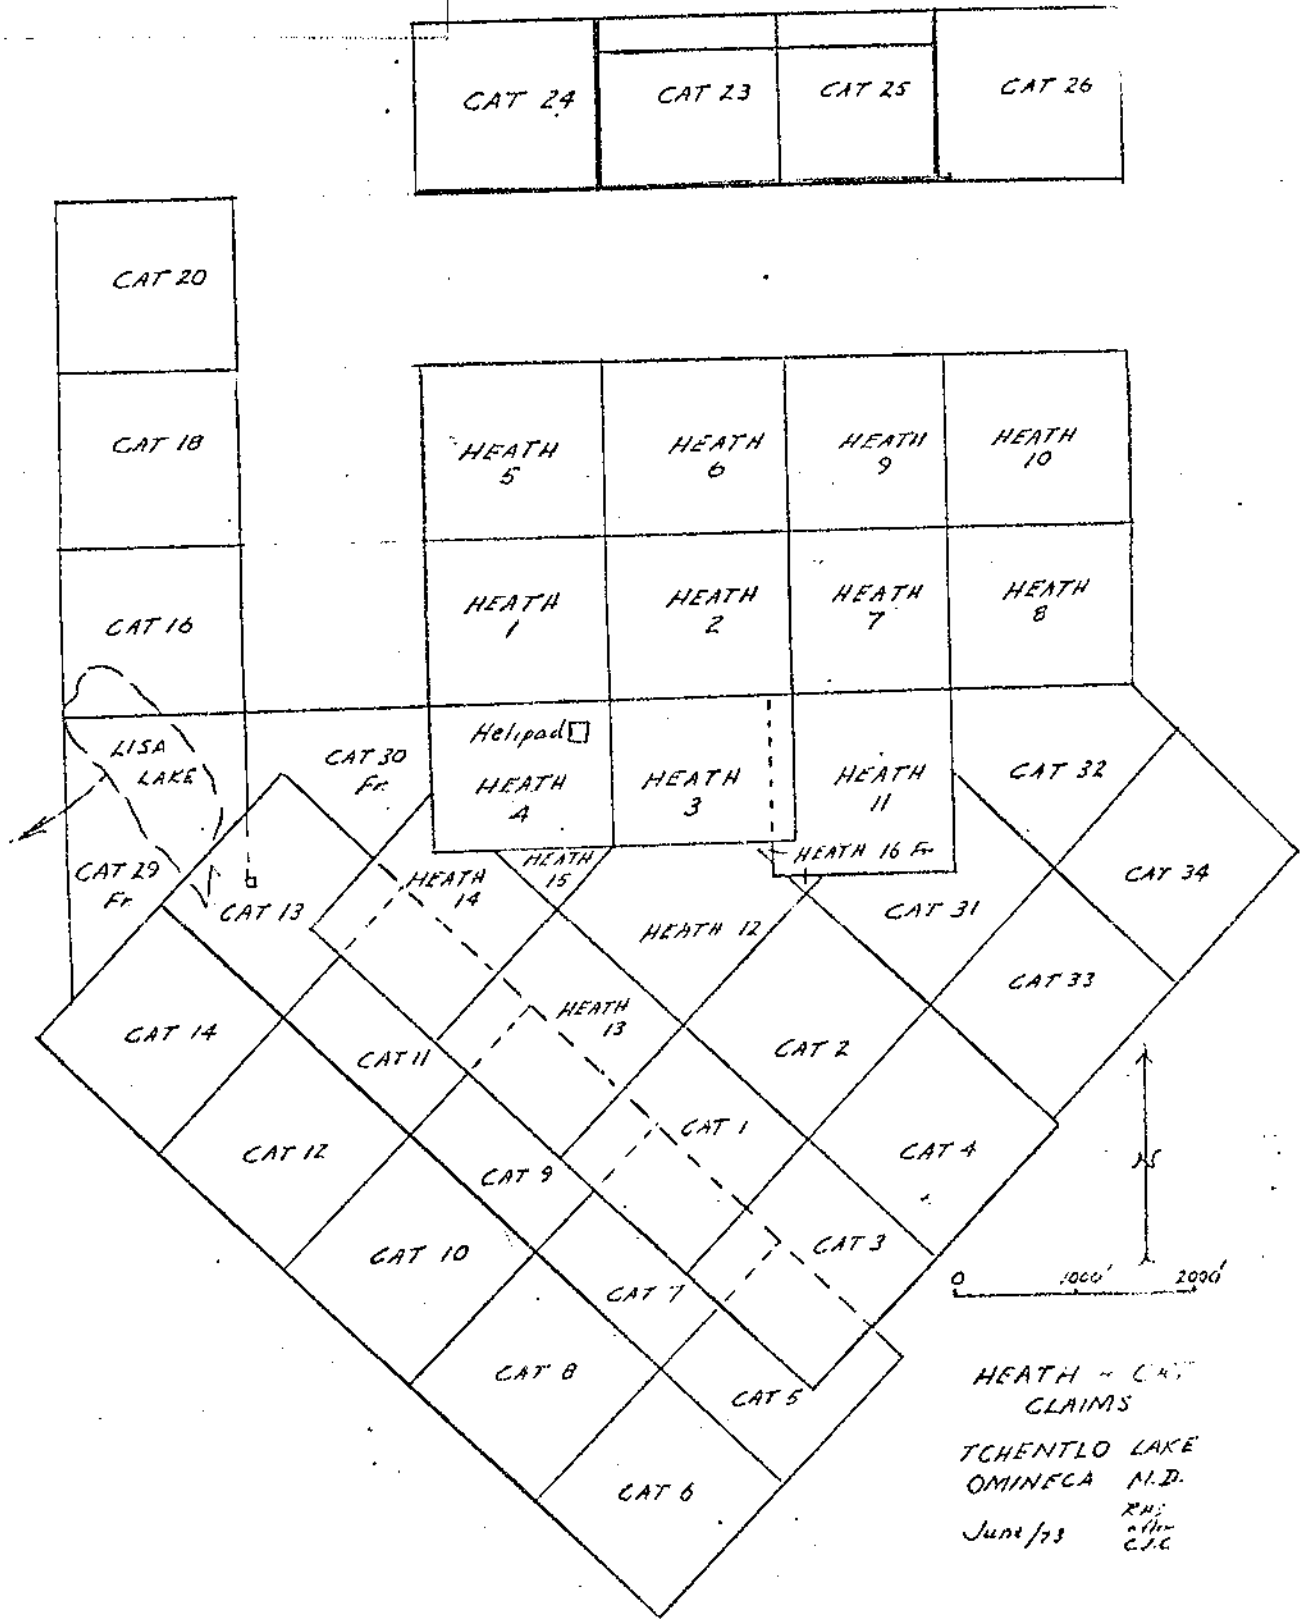 CAT 24
CAT 23
CAT 25
CAT 26
CAT 20
CAT 18
CAT 16
HEATH
5
HEATH
6
HEATH
9
HEATH
10
HEATH
1
HEATH
2
HEATH
7
HEATH
8
LISA
LAKE
CAT 30
Fr.
Helipad
HEATH
4
HEATH
3
HEATH
11
CAT 32
CAT 29
Fr.
CAT 13
HEATH
14
HEATH
15
HEATH 16 Fr.
HEATH 12
CAT 31
CAT 34
CAT 33
CAT 14
CAT 11
HEATH
13
CAT 2
CAT 12
CAT 9
CAT 1
CAT 4
N
CAT 10
CAT 7
CAT 3
0 1000' 2000'
CAT 8
CAT 5
CAT 6
HEATH - CAT
CLAIMS
TCHENTLO LAKE
OMINECA M.D.
June/73
after
C.J.C